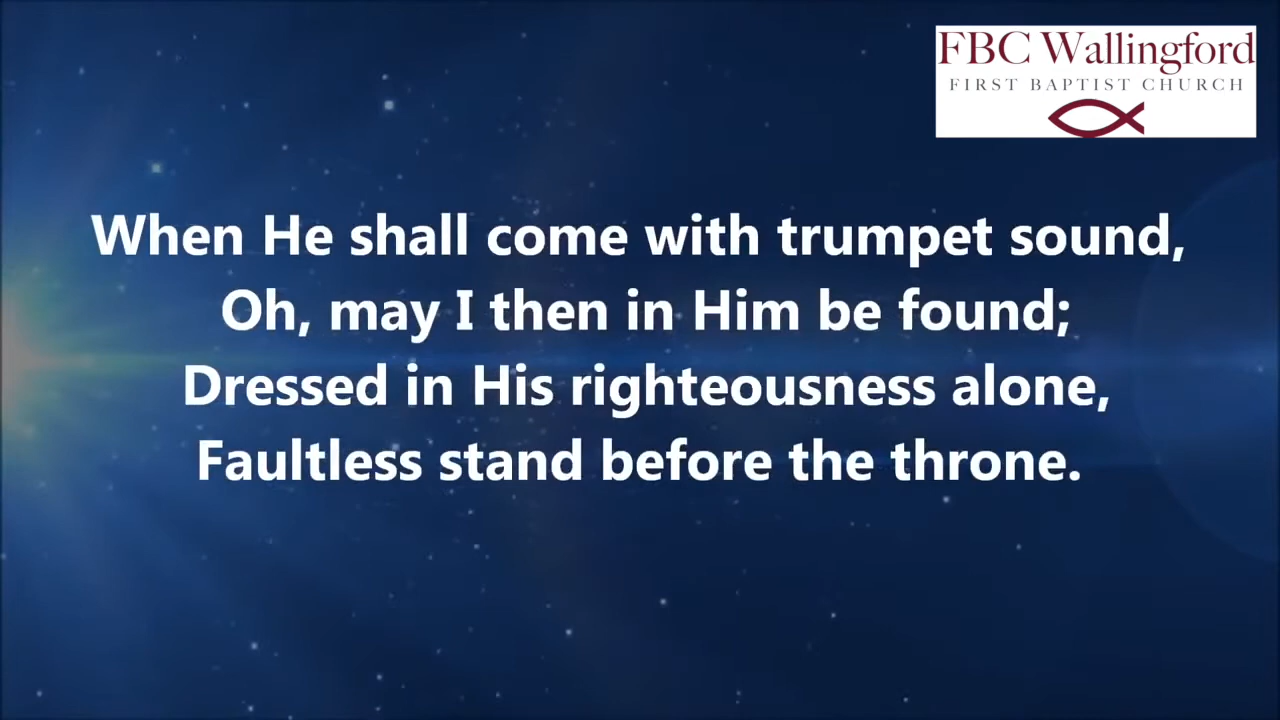 FBC Wallingford
FIRST BAPTIST CHURCH
When He shall come with trumpet sound,
Oh, may I then in Him be found;
Dressed in His righteousness alone,
Faultless stand before the throne.